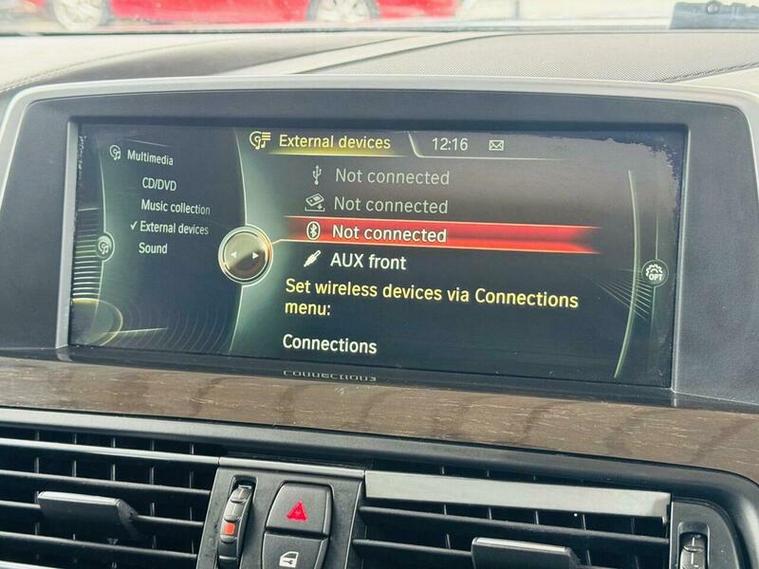 External devices
12:16
Multimedia
CD/DVD
Music collection
External devices
Sound
Not connected
Not connected
Not connected
AUX front
Set wireless devices via Connections
menu:
Connections
OPT